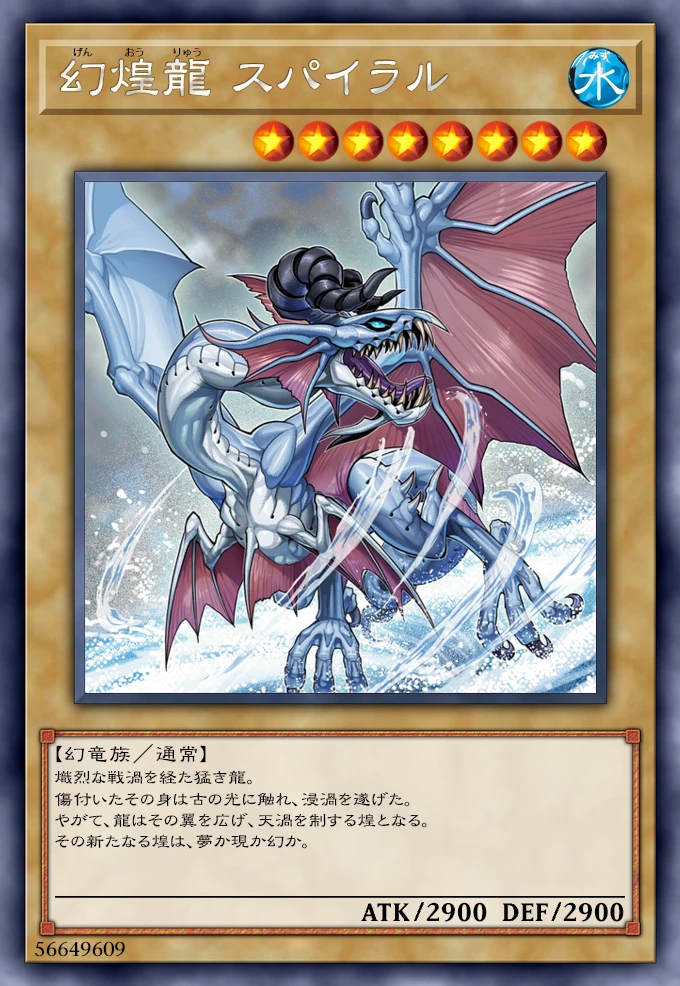 げん おう りゅう
幻煌龍 スパイラル
みず
水
【幻竜族／通常】
熾烈な戦渦を経た猛き龍。
傷付いたその身は古の光に触れ、浸渦を遂げた。
やがて、龍はその翼を広げ、天渦を制する煌となる。
その新たなる煌は、夢か現か幻か。
ATK/2900 DEF/2900
56649609